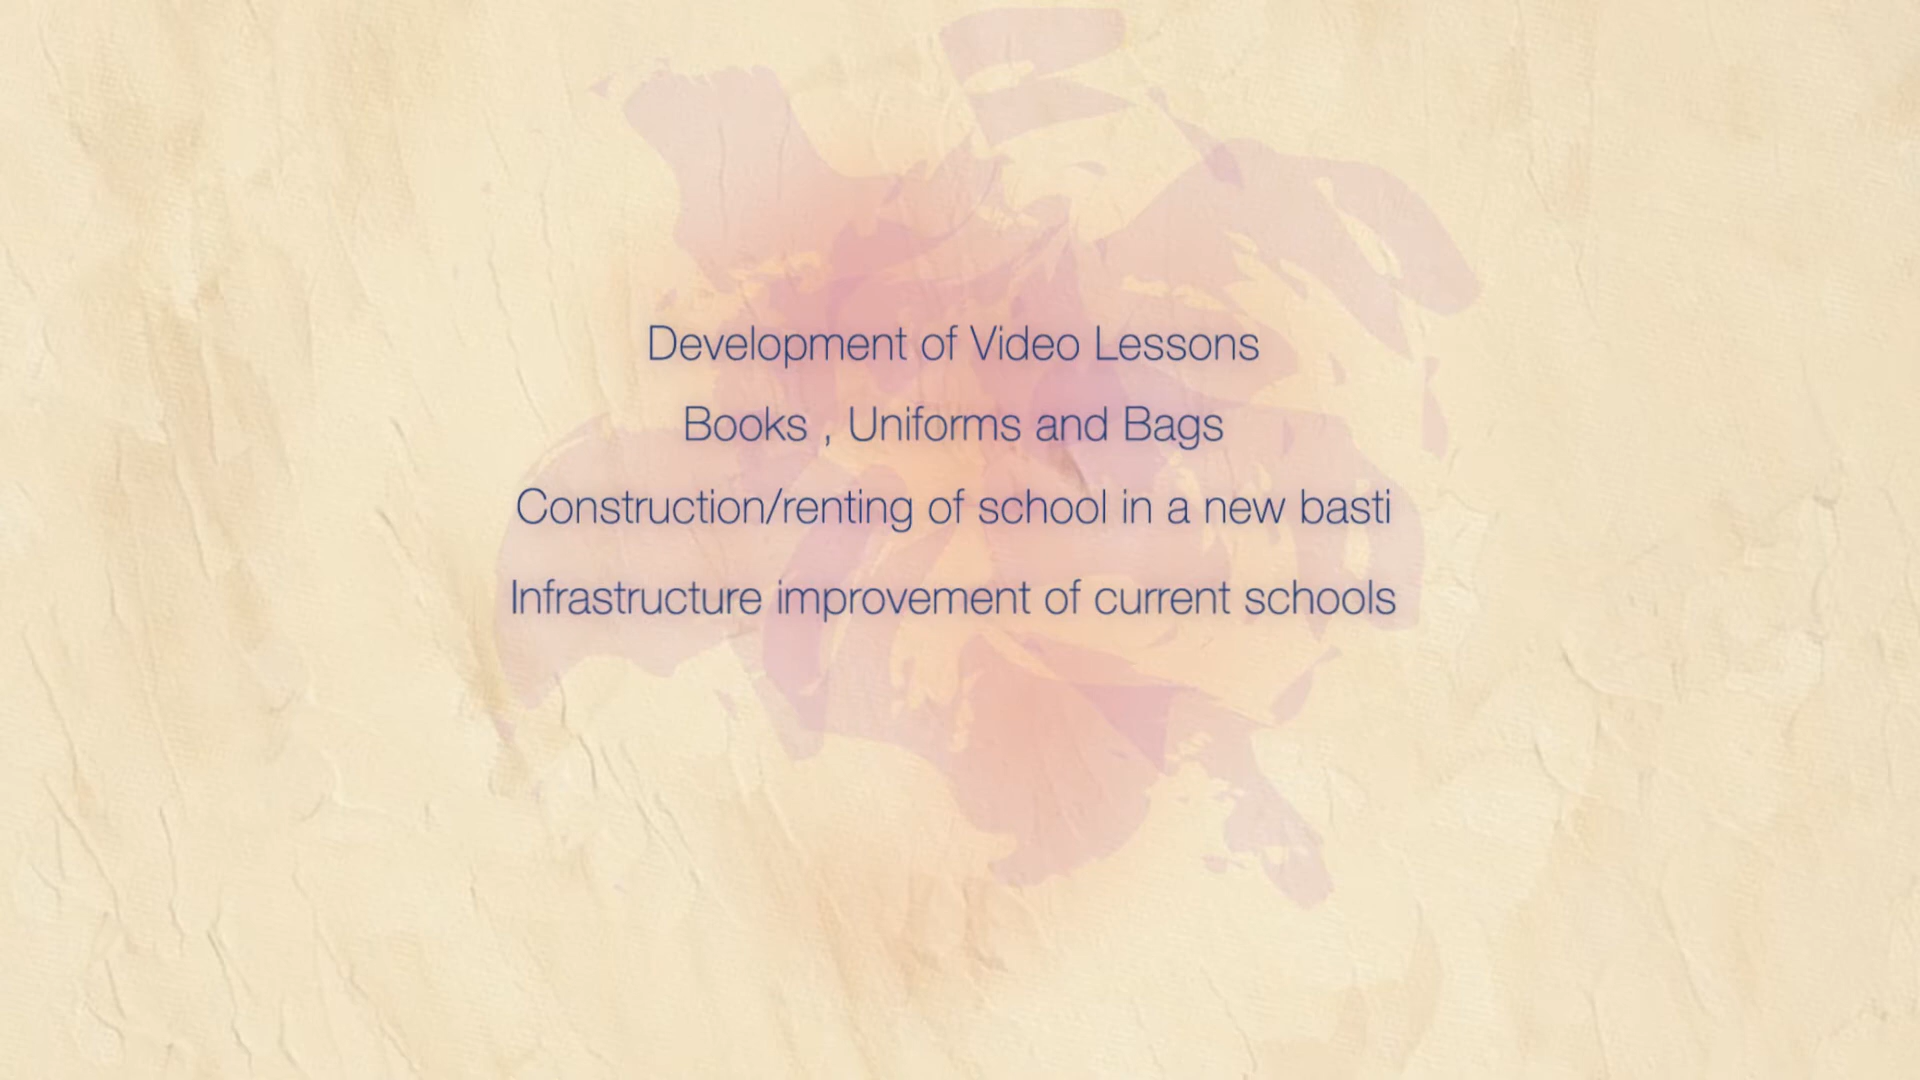 Development of Video Lessons
Books , Uniforms and Bags
Construction/renting of school in a new basti
Infrastructure improvement of current schools